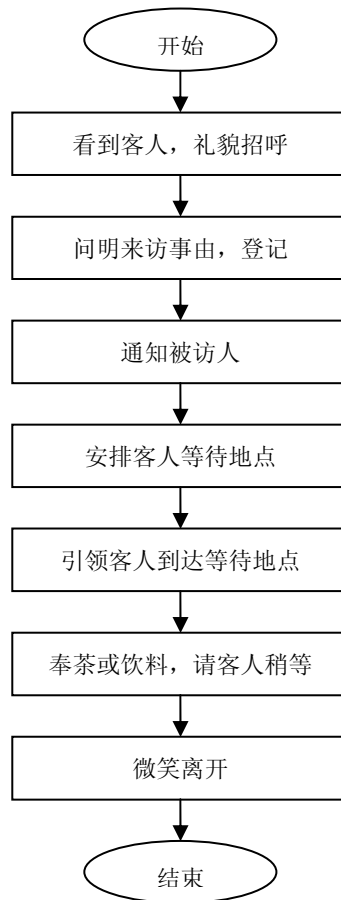 开始
看到客人，礼貌招呼
问明来访事由，登记
通知被访人
安排客人等待地点
引领客人到达等待地点
奉茶或饮料，请客人稍等
微笑离开
结束